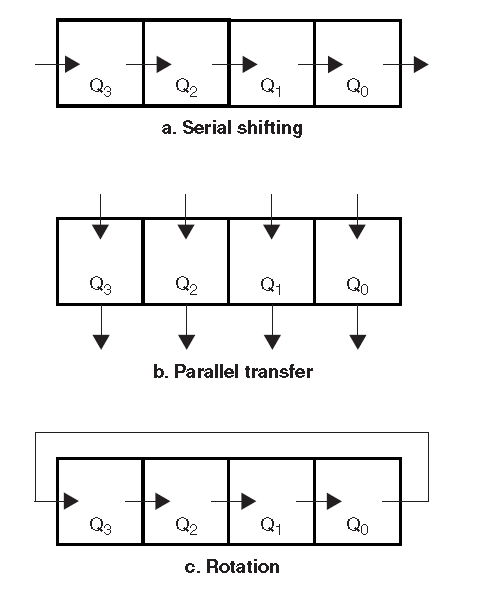 Q3 Q2 Q1 Q0
a. Serial shifting
Q3 Q2 Q1 Q0
b. Parallel transfer
Q3 Q2 Q1 Q0
c. Rotation